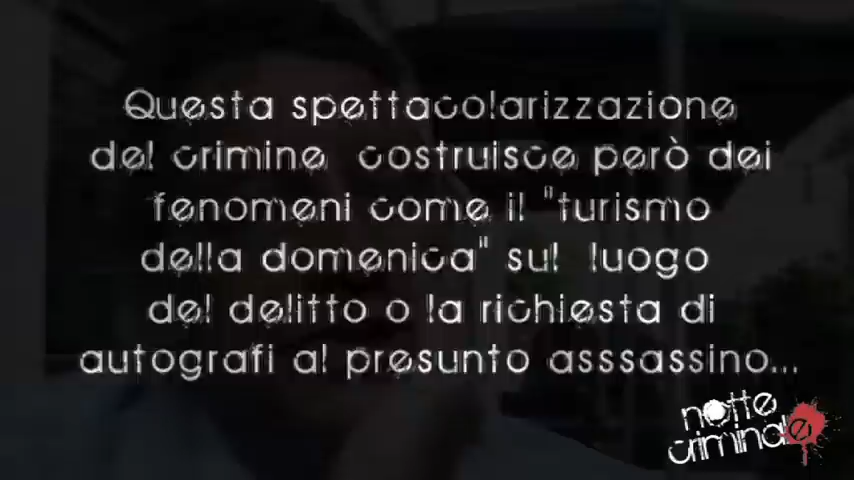 Questa spettacolarizzazione
del crimine costruisce però dei
fenomeni come il "turismo
della domenica" sul luogo
del delitto o la richiesta di
autografi al presunto asssassino...
notte
criminale